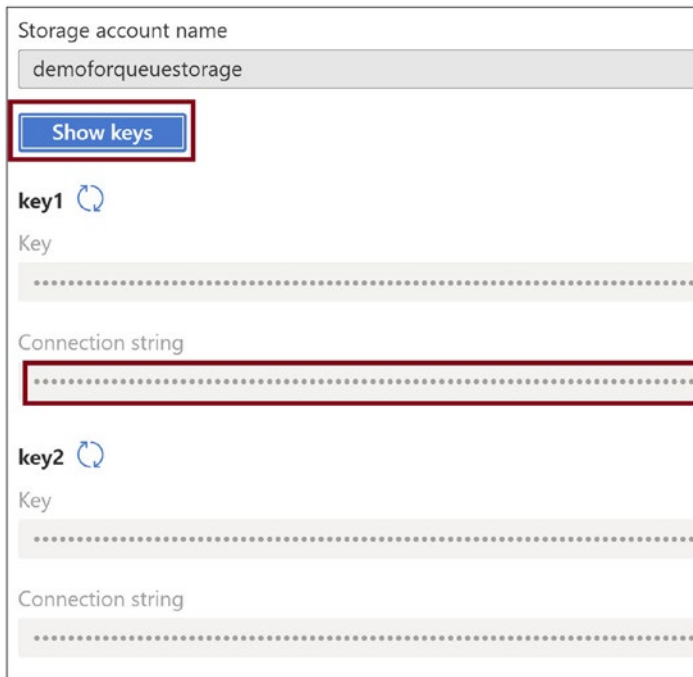 Storage account name
demoforqueuestorage
Show keys
key1
Key
Connection string
key2
Key
Connection string